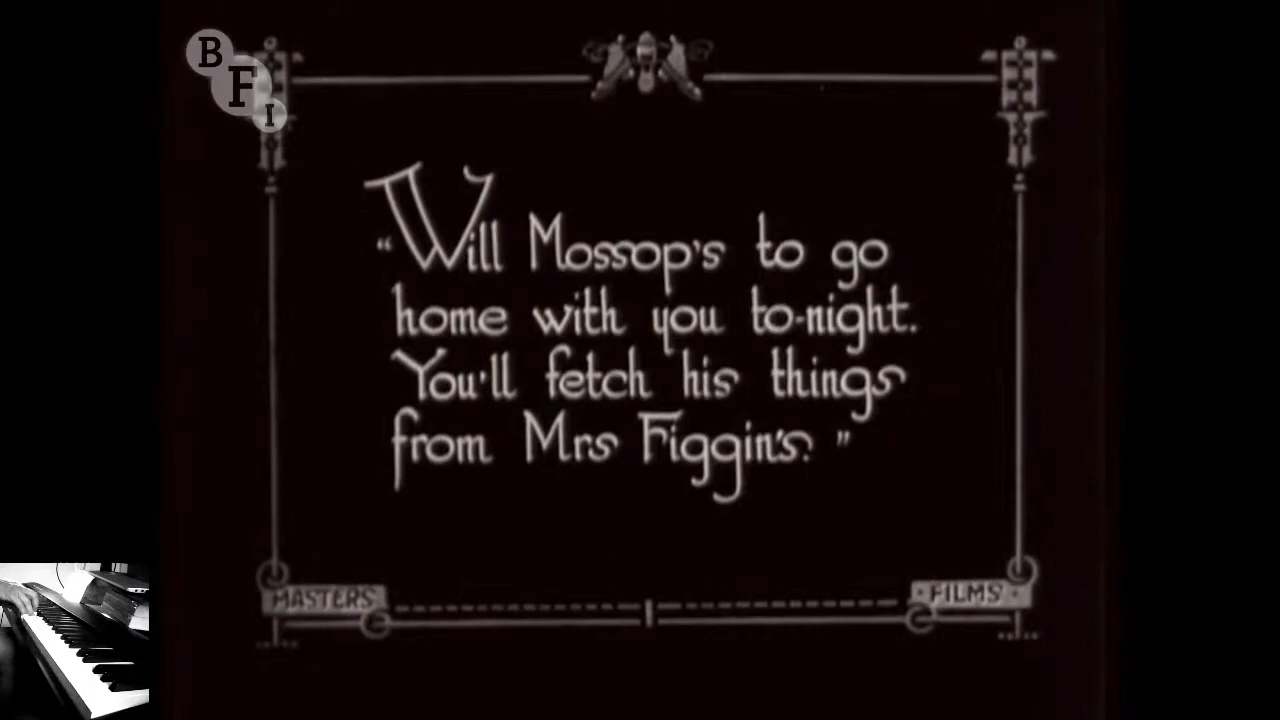 BFI
"Will Mossop's to go
home with you to-night.
You'll fetch his things
from Mrs Figgin's."
MASTERS
FILMS